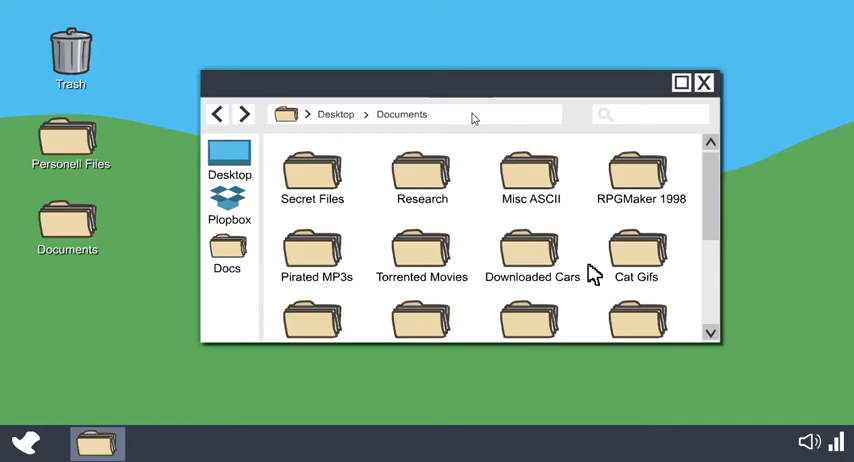 Trash
Personell Files
Documents
Desktop > Documents
Desktop
Plopbox
Docs
Secret Files
Research
Misc ASCII
RPGMaker 1998
Pirated MP3s
Torrented Movies
Downloaded Cars
Cat Gifs